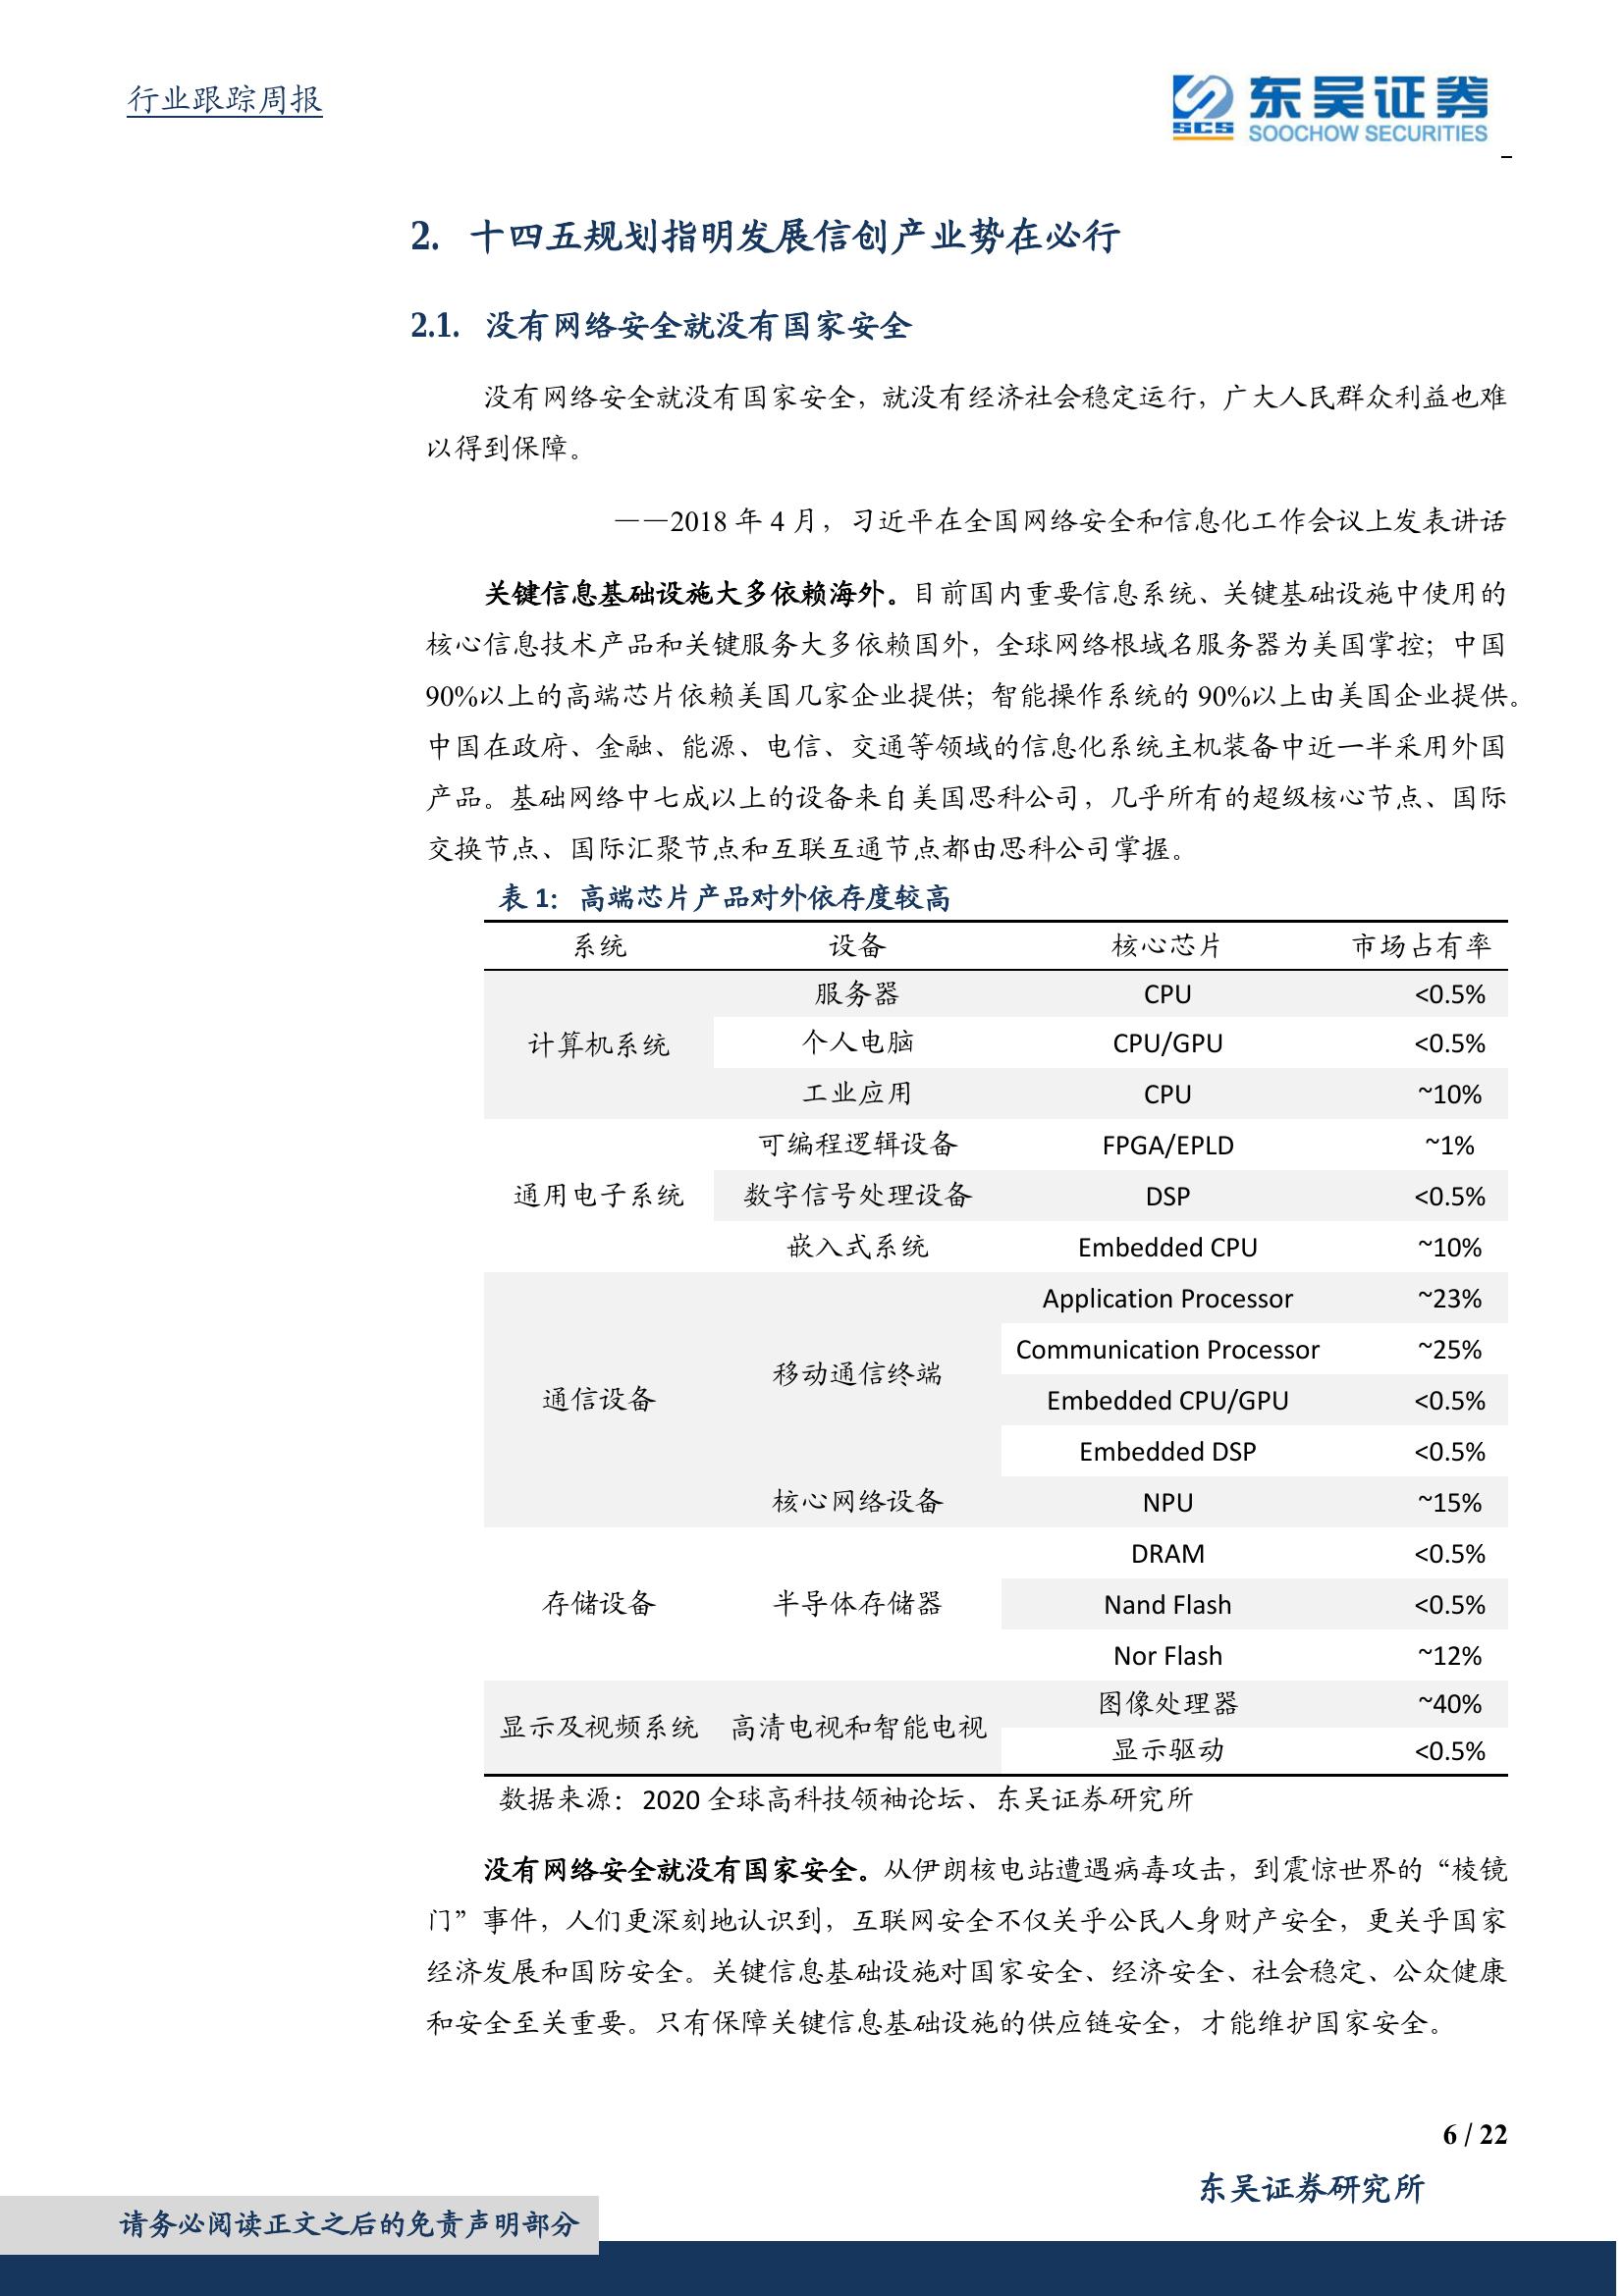 行业跟踪周报
东吴证券
SCS
SOOCHOW SECURITIES
2. 十四五规划指明发展信创产业势在必行
2.1. 没有网络安全就没有国家安全
没有网络安全就没有国家安全，就没有经济社会稳定运行，广大人民群众利益也难
以得到保障。
——2018 年 4 月，习近平在全国网络安全和信息化工作会议上发表讲话
关键信息基础设施大多依赖海外。目前国内重要信息系统、关键基础设施中使用的
核心信息技术产品和关键服务大多依赖国外，全球网络根域名服务器为美国掌控；中国
90%以上的高端芯片依赖美国几家企业提供；智能操作系统的 90%以上由美国企业提供。
中国在政府、金融、能源、电信、交通等领域的信息化系统主机装备中近一半采用外国
产品。基础网络中七成以上的设备来自美国思科公司，几乎所有的超级核心节点、国际
交换节点、国际汇聚节点和互联互通节点都由思科公司掌握。
表 1：高端芯片产品对外依存度较高
系统 设备 核心芯片 市场占有率
服务器 CPU <0.5%
计算机系统 个人电脑 CPU/GPU <0.5%
工业应用 CPU ~10%
可编程逻辑设备 FPGA/EPLD ~1%
通用电子系统 数字信号处理设备 DSP <0.5%
嵌入式系统 Embedded CPU ~10%
Application Processor ~23%
Communication Processor ~25%
移动通信终端
通信设备 Embedded CPU/GPU <0.5%
Embedded DSP <0.5%
核心网络设备 NPU ~15%
DRAM <0.5%
存储设备 半导体存储器 Nand Flash <0.5%
Nor Flash ~12%
图像处理器 ~40%
显示及视频系统 高清电视和智能电视
显示驱动 <0.5%
数据来源：2020 全球高科技领袖论坛、东吴证券研究所
没有网络安全就没有国家安全。从伊朗核电站遭遇病毒攻击，到震惊世界的“棱镜
门”事件，人们更深刻地认识到，互联网安全不仅关乎公民人身财产安全，更关乎国家
经济发展和国防安全。关键信息基础设施对国家安全、经济安全、社会稳定、公众健康
和安全至关重要。只有保障关键信息基础设施的供应链安全，才能维护国家安全。
6 / 22
东吴证券研究所
请务必阅读正文之后的免责声明部分